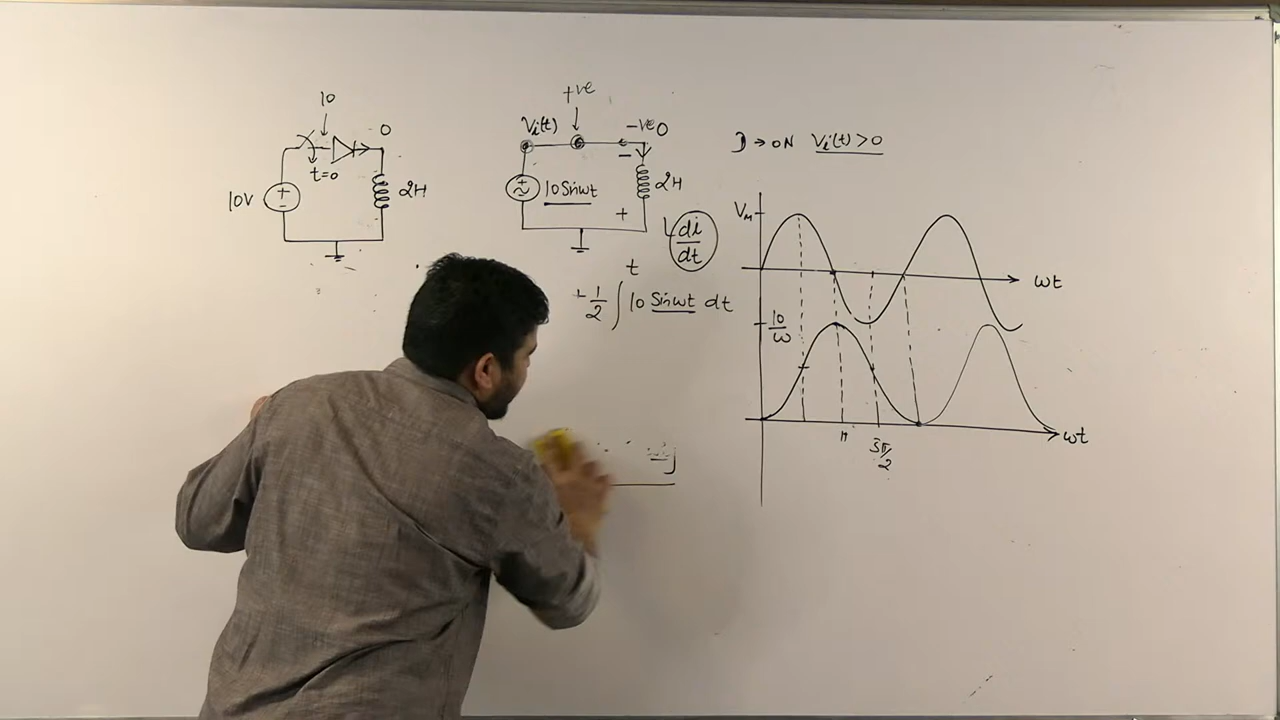 10
0
t=0
10V
2H
+ve
Vi(t)
-ve 0
10 Sinωt
2H
L di/dt
t
1/2 ∫ 10 Sinωt dt
D → ON Vi(t) > 0
VM
ωt
10/ω
π
3π/2
ωt